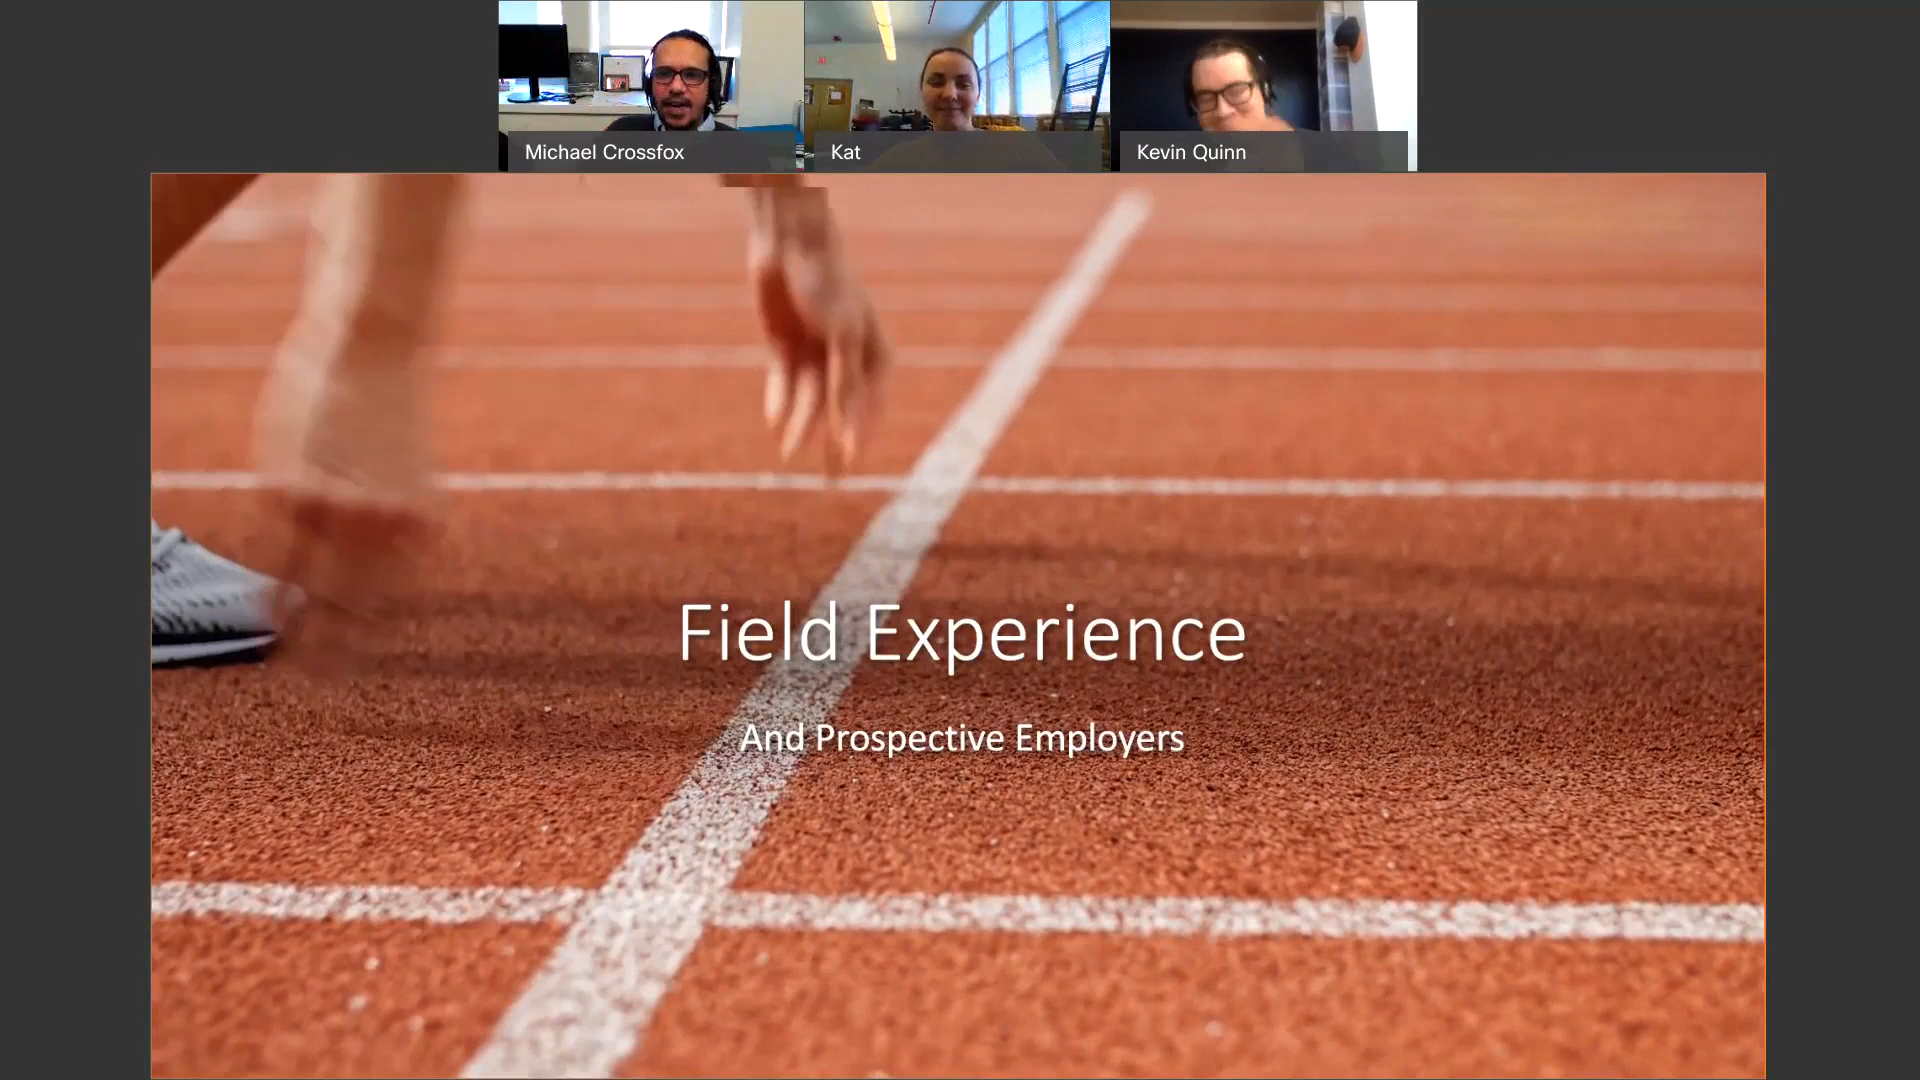 Michael Crossfox
Kat
Kevin Quinn
Field Experience
And Prospective Employers